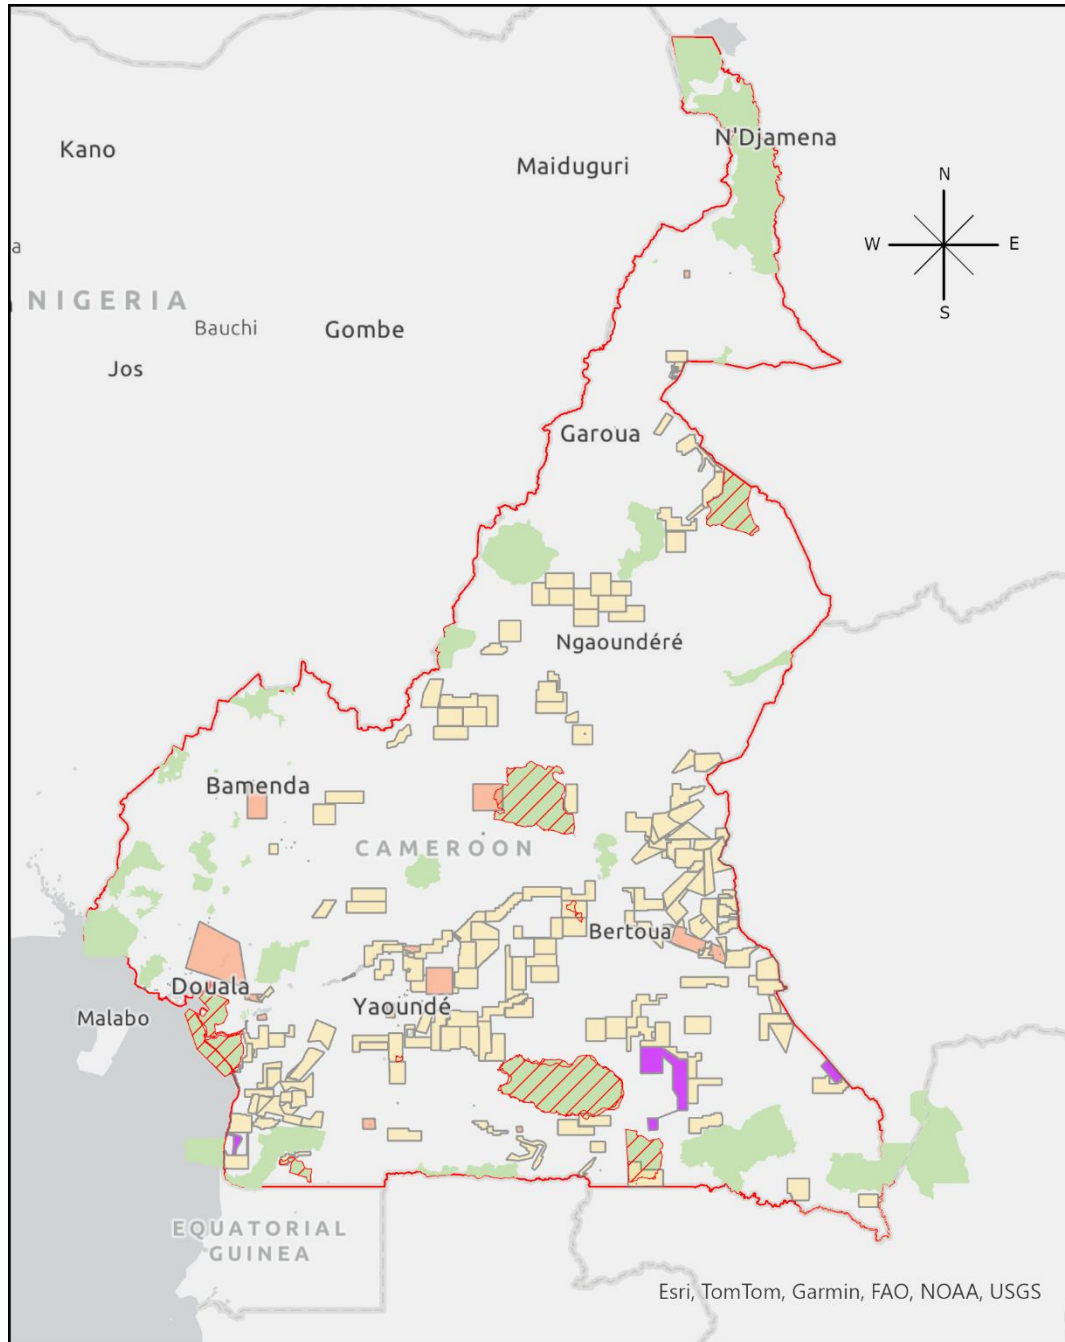 N'Djamena
Kano
Maiduguri
N
W
E
S
a
NIGERIA
Bauchi
Gombe
Jos
Garoua
Ngaoundéré
Bamenda
CAMEROON
Bertoua
Douala
Yaoundé
Malabo
EQUATORIAL
GUINEA
Esri, TomTom, Garmin, FAO, NOAA, USGS